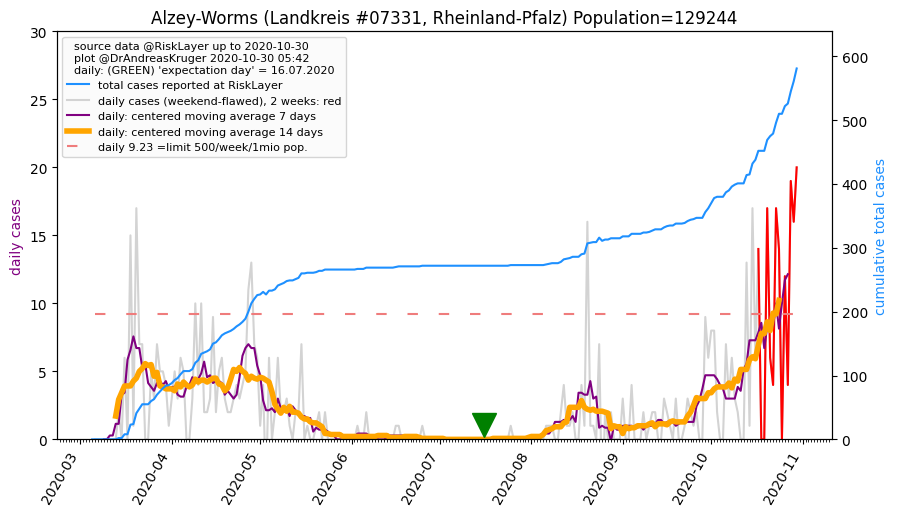 Alzey-Worms (Landkreis #07331, Rheinland-Pfalz) Population=129244
source data @RiskLayer up to 2020-10-30
plot @DrAndreasKruger 2020-10-30 05:42
daily: (GREEN) 'expectation day' = 16.07.2020
total cases reported at RiskLayer
daily cases (weekend-flawed), 2 weeks: red
daily: centered moving average 7 days
daily: centered moving average 14 days
daily 9.23 =limit 500/week/1mio pop.
daily cases
30
25
20
15
10
5
0
cumulative total cases
600
500
400
300
200
100
0
2020-03
2020-04
2020-05
2020-06
2020-07
2020-08
2020-09
2020-10
2020-11